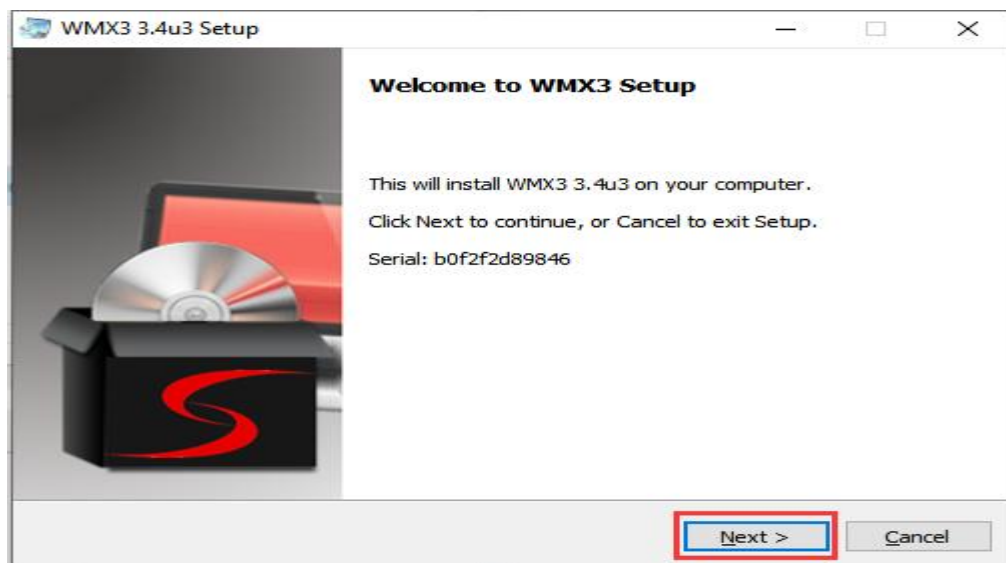 WMX3 3.4u3 Setup
Welcome to WMX3 Setup
This will install WMX3 3.4u3 on your computer.
Click Next to continue, or Cancel to exit Setup.
Serial: b0f2f2d89846
Next >
Cancel